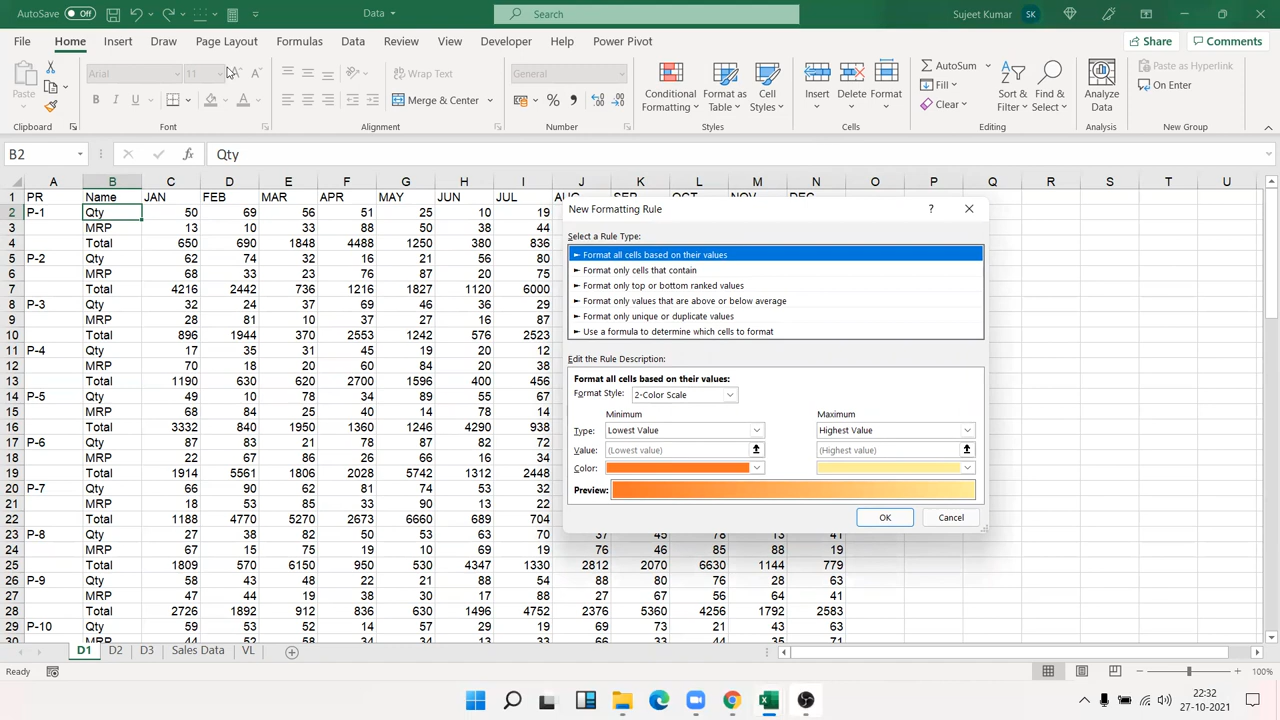 AutoSave Off Data Search Sujeet Kumar SK
File Home Insert Draw Page Layout Formulas Data Review View Developer Help Power Pivot Share Comments
Paste Arial 11 Wrap Text General Conditional Formatting Format as Table Cell Styles Insert Delete Format AutoSum Sort & Filter Find & Select Analyze Data Paste as Hyperlink
B I U Merge & Center Fill On Enter
Clear
Clipboard Font Alignment Number Styles Cells Editing Analysis New Group
B2 Qty
A B C D E F G H I J K L M N O P Q R S T U
1 PR Name JAN FEB MAR APR MAY JUN JUL
2 P-1 Qty 50 69 56 51 25 10 19
3 MRP 13 10 33 88 50 38 44
4 Total 650 690 1848 4488 1250 380 836
5 P-2 Qty 62 74 32 16 21 56 80
6 MRP 68 33 23 76 87 20 75
7 Total 4216 2442 736 1216 1827 1120 6000
8 P-3 Qty 32 24 37 69 46 36 29
9 MRP 28 81 10 37 27 16 87
10 Total 896 1944 370 2553 1242 576 2523
11 P-4 Qty 17 35 31 45 19 20 12
12 MRP 70 18 20 60 84 20 38
13 Total 1190 630 620 2700 1596 400 456
14 P-5 Qty 49 10 78 34 89 55 67
15 MRP 68 84 25 40 14 78 14
16 Total 3332 840 1950 1360 1246 4290 938
17 P-6 Qty 87 83 21 78 87 82 72
18 MRP 22 67 86 26 66 16 34
19 Total 1914 5561 1806 2028 5742 1312 2448
20 P-7 Qty 66 90 62 81 74 53 32
21 MRP 18 53 85 33 90 13 22
22 Total 1188 4770 5270 2673 6660 689 704
23 P-8 Qty 27 38 82 50 53 63 70 37 45 78 13 41
24 MRP 67 15 75 19 10 69 19 76 46 85 88 19
25 Total 1809 570 6150 950 530 4347 1330 2812 2070 6630 1144 779
26 P-9 Qty 58 43 48 22 21 88 54 88 80 76 28 63
27 MRP 47 44 19 38 30 17 88 27 67 56 64 41
28 Total 2726 1892 912 836 630 1496 4752 2376 5360 4256 1792 2583
29 P-10 Qty 59 53 52 14 57 29 19 69 73 21 43 63
30 MRP 44 52 58 34 34 13 33 66 33 44 35 71
New Formatting Rule ?
Select a Rule Type:
► Format all cells based on their values
► Format only cells that contain
► Format only top or bottom ranked values
► Format only values that are above or below average
► Format only unique or duplicate values
► Use a formula to determine which cells to format
Edit the Rule Description:
Format all cells based on their values:
Format Style: 2-Color Scale
Minimum Maximum
Type: Lowest Value Highest Value
Value: (Lowest value) (Highest value)
Color:
Preview:
OK Cancel
D1 D2 D3 Sales Data VL
Ready 100%
22:32
27-10-2021